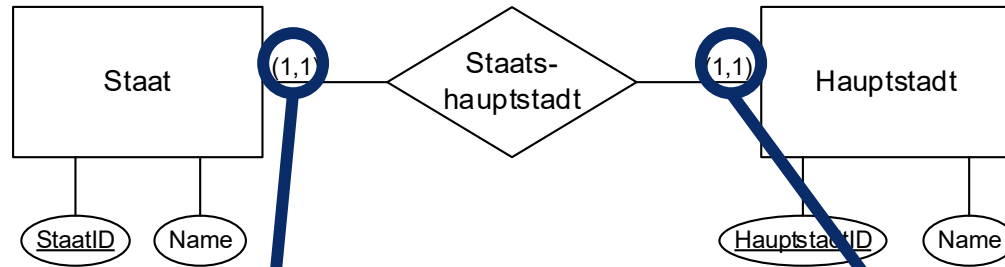 Staat
(1,1)
Staats-
hauptstadt
(1,1)
Hauptstadt
StaatID
Name
HauptstadtID
Name